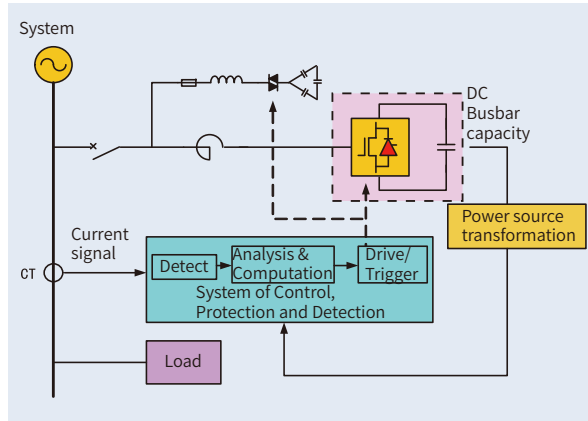 System
DC
Busbar
capacity
Power source
transformation
Current
signal
CT
Detect
Analysis &
Computation
Drive/
Trigger
System of Control,
Protection and Detection
Load